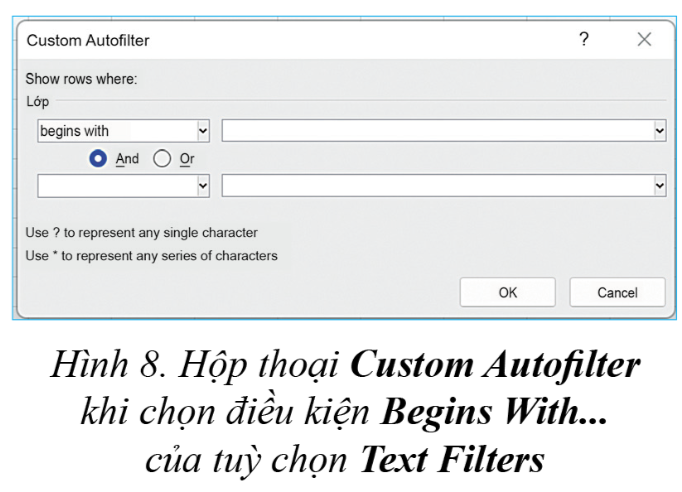 Custom Autofilter ?
Show rows where:
Lớp
begins with
And Or
Use ? to represent any single character
Use * to represent any series of characters
OK Cancel
Hình 8. Hộp thoại Custom Autofilter
khi chọn điều kiện Begins With...
của tuỳ chọn Text Filters